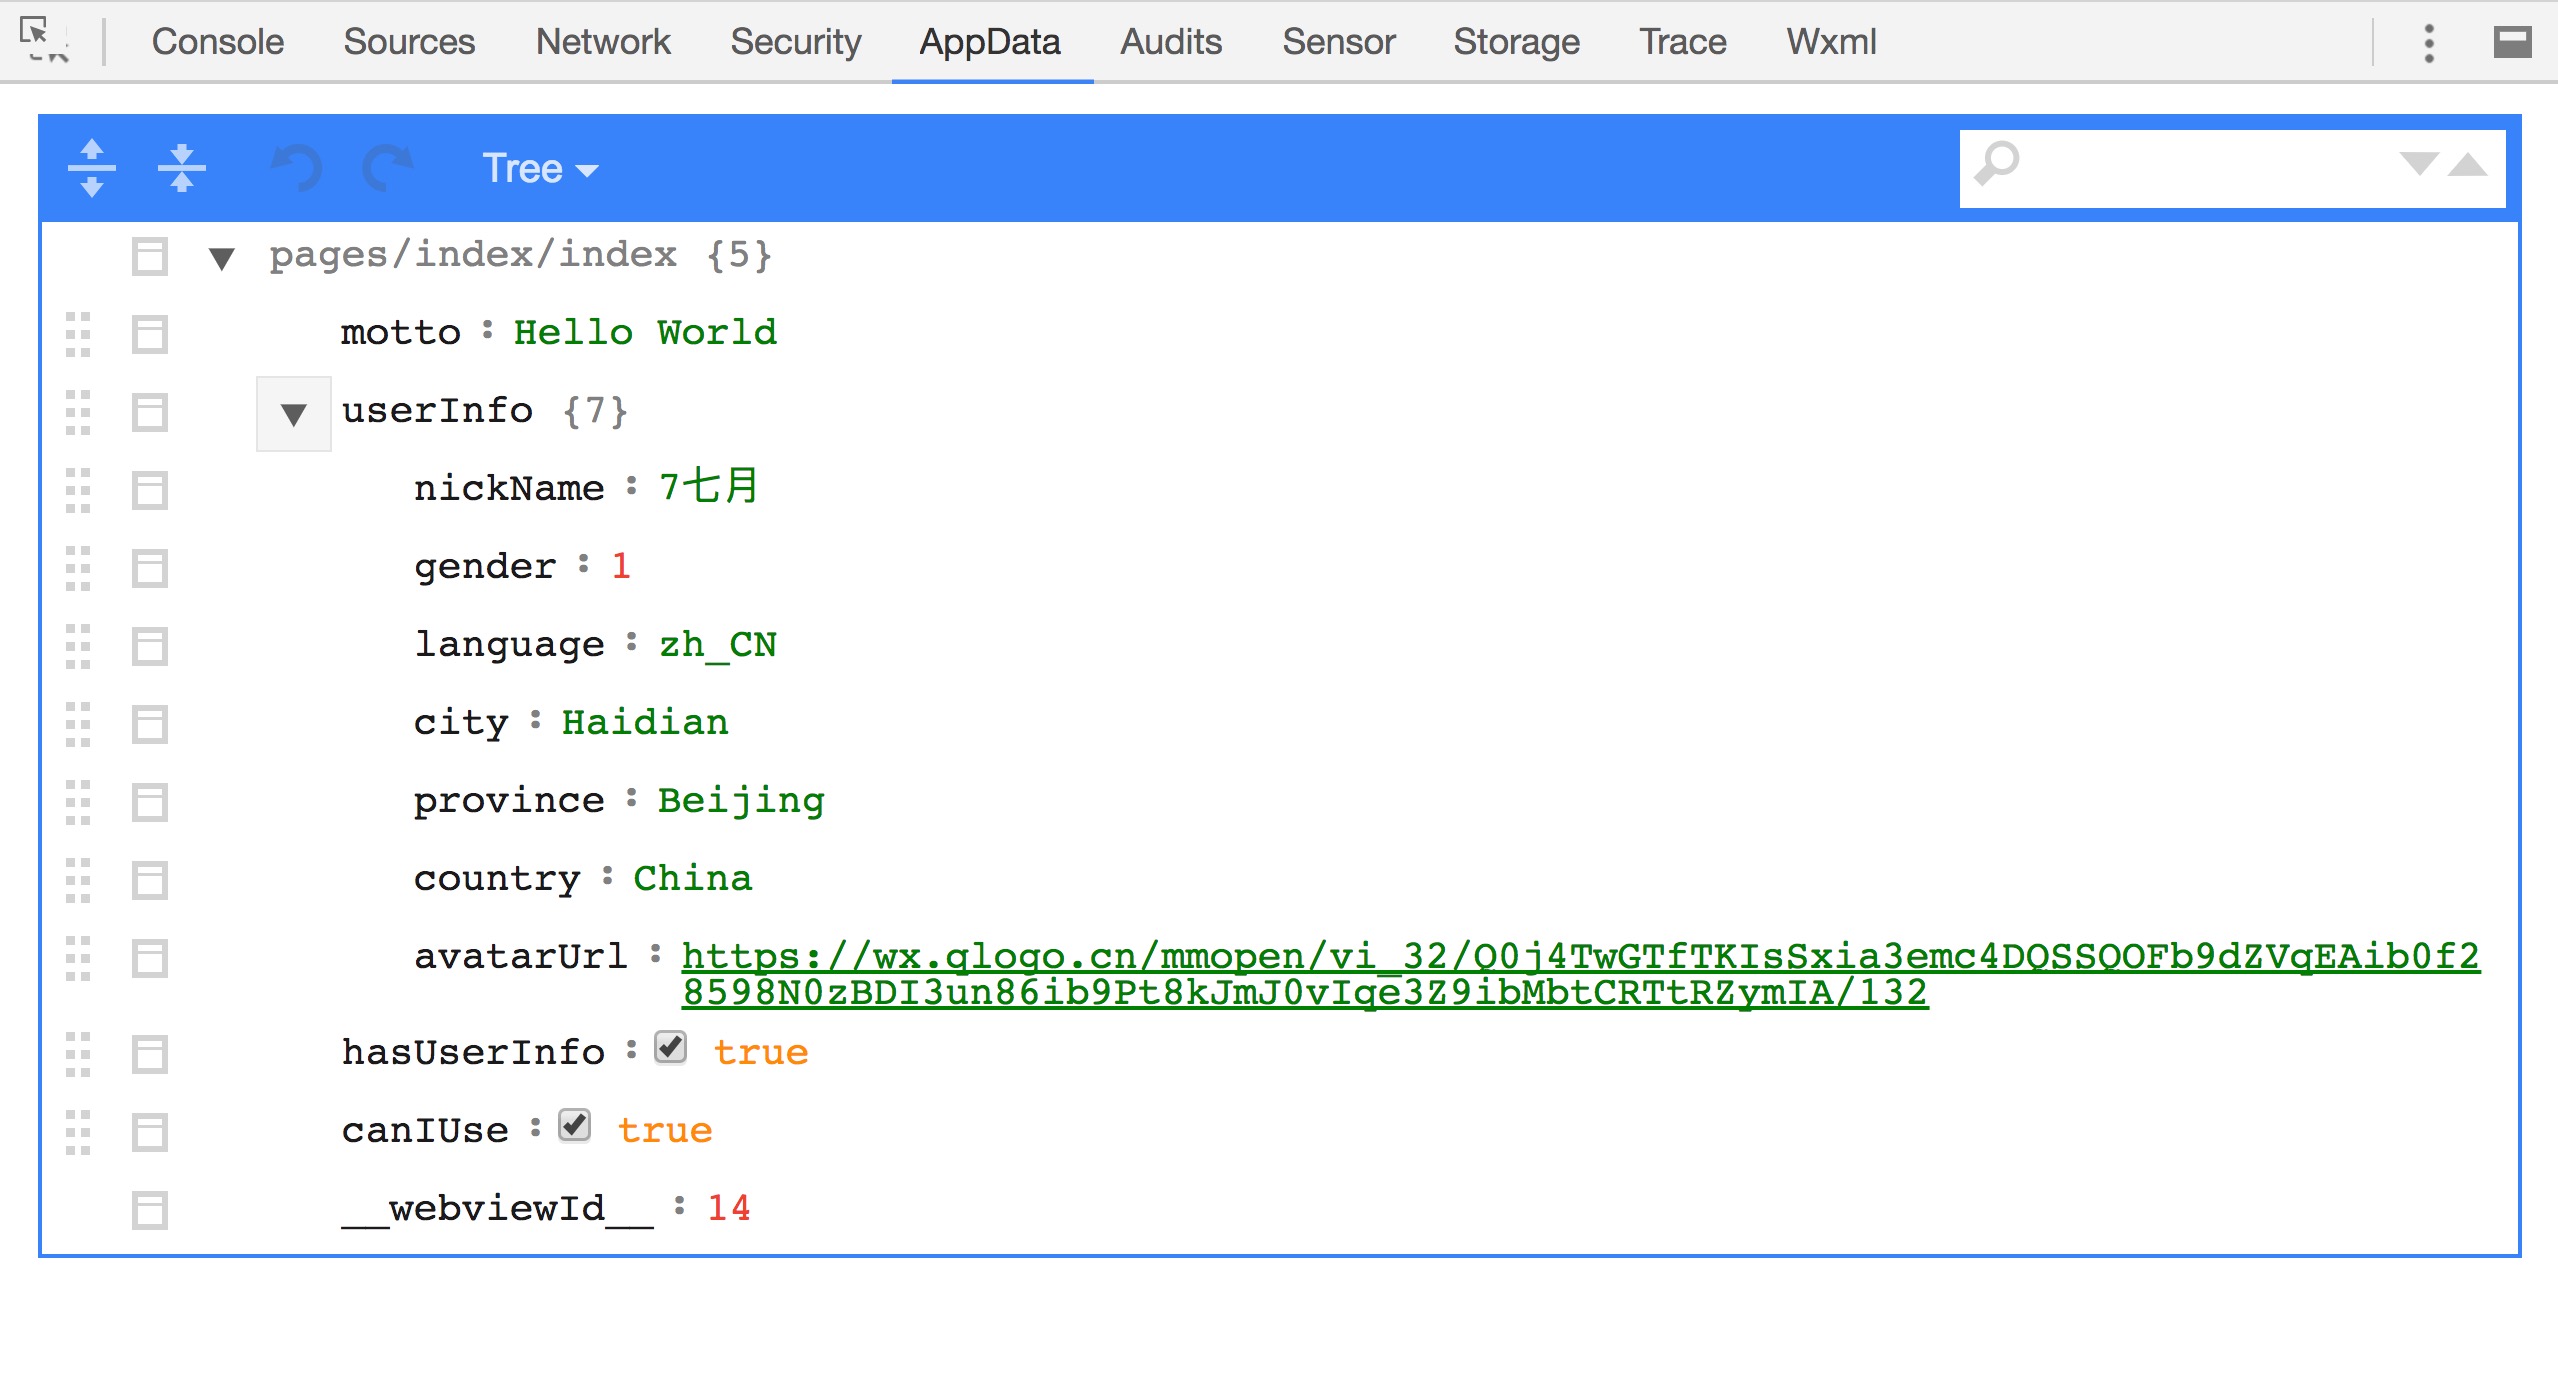 Console Sources Network Security AppData Audits Sensor Storage Trace Wxml
Tree
pages/index/index {5}
motto : Hello World
userInfo {7}
nickName : 7七月
gender : 1
language : zh_CN
city : Haidian
province : Beijing
country : China
avatarUrl : https://wx.qlogo.cn/mmopen/vi_32/Q0j4TwGTfTKIsSxia3emc4DQSSQOFb9dZVqEAib0f2
8598N0zBDI3un86ib9Pt8kJmJ0vIqe3Z9ibMbtCRTtRZymIA/132
hasUserInfo : true
canIUse : true
__webviewId__ : 14